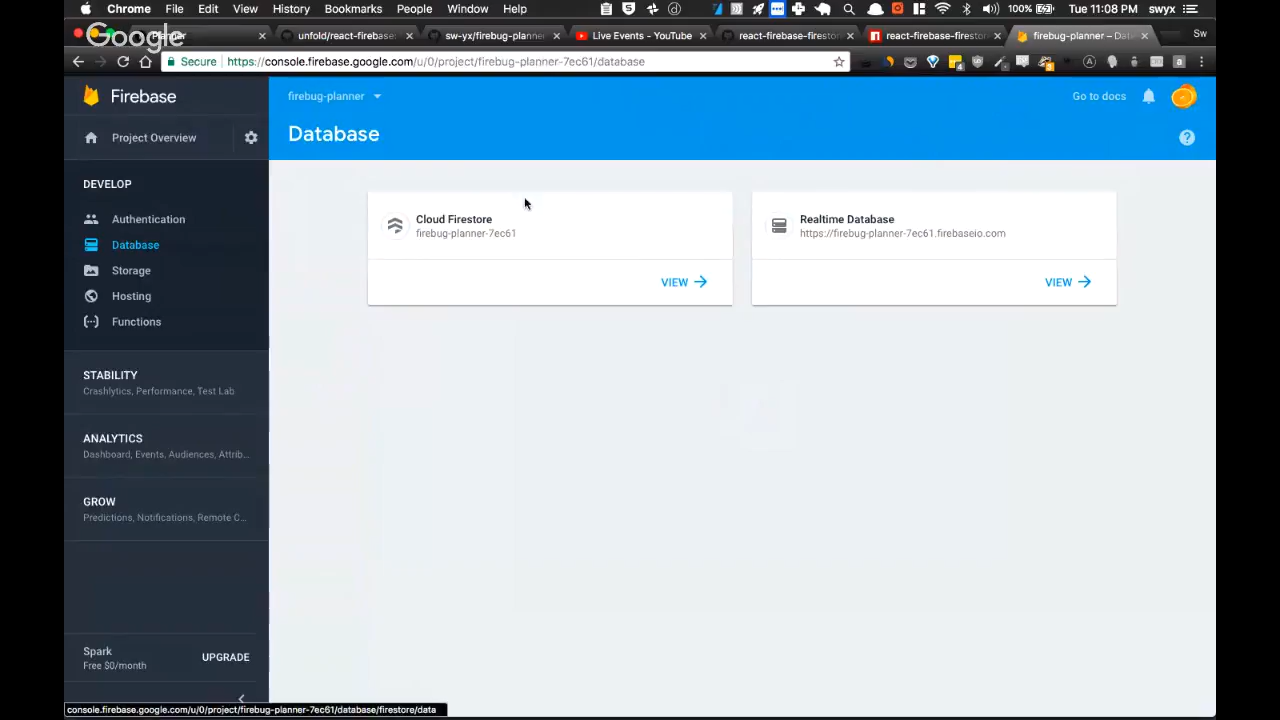 Chrome File Edit View History Bookmarks People Window Help 100% Tue 11:08 PM swyx
Google
unfold/react-firebase sw-yx/firebug-planner Live Events - YouTube react-firebase-firestor react-firebase-firestor firebug-planner – Data Sw
Secure https://console.firebase.google.com/u/0/project/firebug-planner-7ec61/database
Firebase
firebug-planner
Go to docs
Project Overview
Database
DEVELOP
Authentication
Database
Storage
Hosting
Functions
STABILITY
Crashlytics, Performance, Test Lab
ANALYTICS
Dashboard, Events, Audiences, Attrib...
GROW
Predictions, Notifications, Remote C...
Spark
Free $0/month
UPGRADE
Cloud Firestore
firebug-planner-7ec61
VIEW
Realtime Database
https://firebug-planner-7ec61.firebaseio.com
VIEW
console.firebase.google.com/u/0/project/firebug-planner-7ec61/database/firestore/data